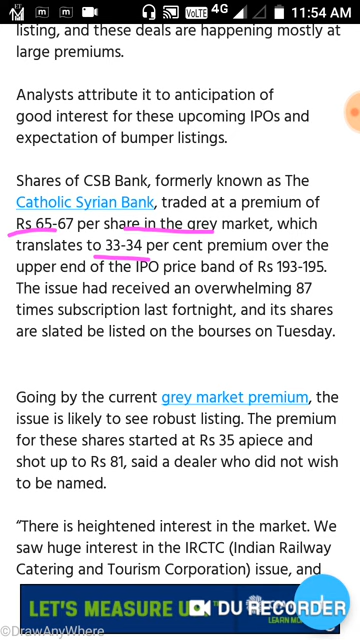 ET
m
m
VoLTE
4G
11:54 AM
listing, and these deals are happening mostly at
large premiums.
Analysts attribute it to anticipation of
good interest for these upcoming IPOs and
expectation of bumper listings.
Shares of CSB Bank, formerly known as The
Catholic Syrian Bank, traded at a premium of
Rs 65-67 per share in the grey market, which
translates to 33-34 per cent premium over the
upper end of the IPO price band of Rs 193-195.
The issue had received an overwhelming 87
times subscription last fortnight, and its shares
are slated be listed on the bourses on Tuesday.
Going by the current grey market premium, the
issue is likely to see robust listing. The premium
for these shares started at Rs 35 apiece and
shot up to Rs 81, said a dealer who did not wish
to be named.
“There is heightened interest in the market. We
saw huge interest in the IRCTC (Indian Railway
Catering and Tourism Corporation) issue, and
LET'S MEASURE U
DU RECORDER
LEARN MORE
©DrawAnyWhere